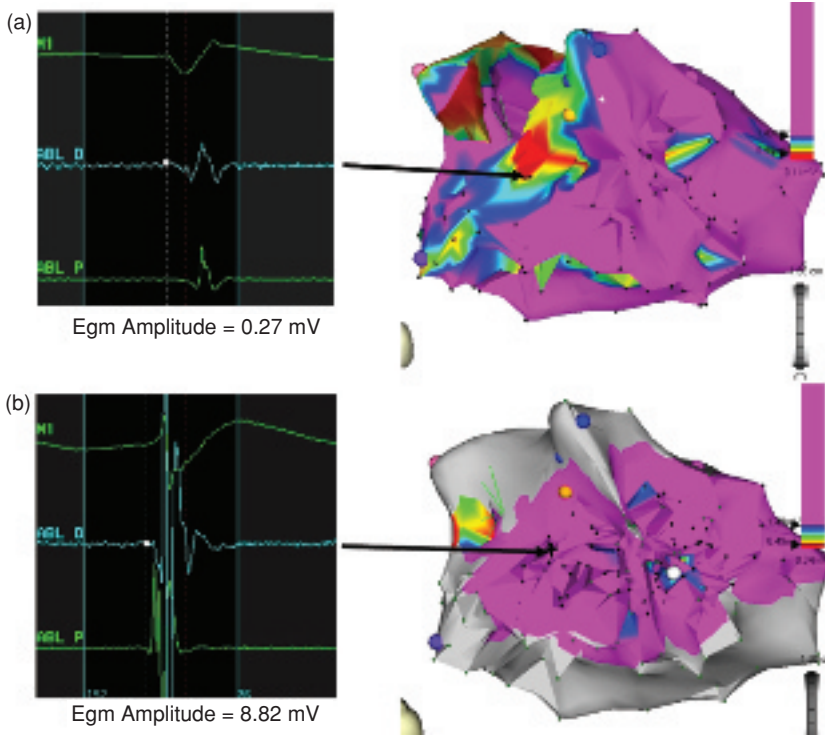 (a)
M1
ABL D
ABL P
Egm Amplitude = 0.27 mV
(b)
M1
ABL D
ABL P
Egm Amplitude = 8.82 mV